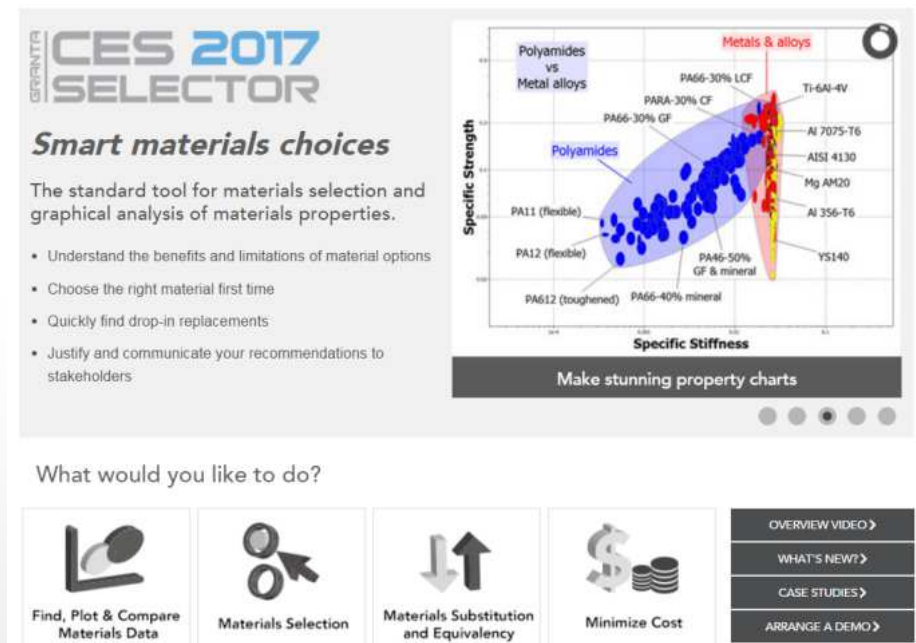 GRANTA
CES 2017
SELECTOR
Smart materials choices
The standard tool for materials selection and
graphical analysis of materials properties.
• Understand the benefits and limitations of material options
• Choose the right material first time
• Quickly find drop-in replacements
• Justify and communicate your recommendations to
stakeholders
Polyamides
vs
Metal alloys
Metals & alloys
PA66-30% LCF
Ti-6Al-4V
PARA-30% CF
PA66-30% GF
Al 7075-T6
Polyamides
AISI 4130
Mg AM20
PA11 (flexible)
Al 356-T6
PA12 (flexible)
PA46-50%
GF & mineral
YS140
PA612 (toughened)
PA66-40% mineral
Specific Strength
Specific Stiffness
Make stunning property charts
What would you like to do?
Find, Plot & Compare
Materials Data
Materials Selection
Materials Substitution
and Equivalency
Minimize Cost
OVERVIEW VIDEO
WHAT'S NEW?
CASE STUDIES
ARRANGE A DEMO